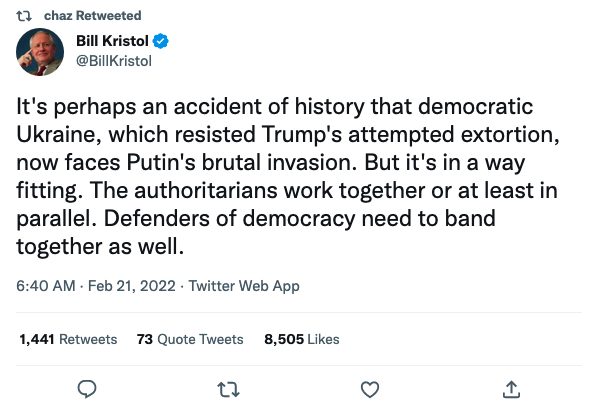 chaz Retweeted
Bill Kristol
@BillKristol
It's perhaps an accident of history that democratic
Ukraine, which resisted Trump's attempted extortion,
now faces Putin's brutal invasion. But it's in a way
fitting. The authoritarians work together or at least in
parallel. Defenders of democracy need to band
together as well.
6:40 AM · Feb 21, 2022 · Twitter Web App
1,441 Retweets 73 Quote Tweets 8,505 Likes